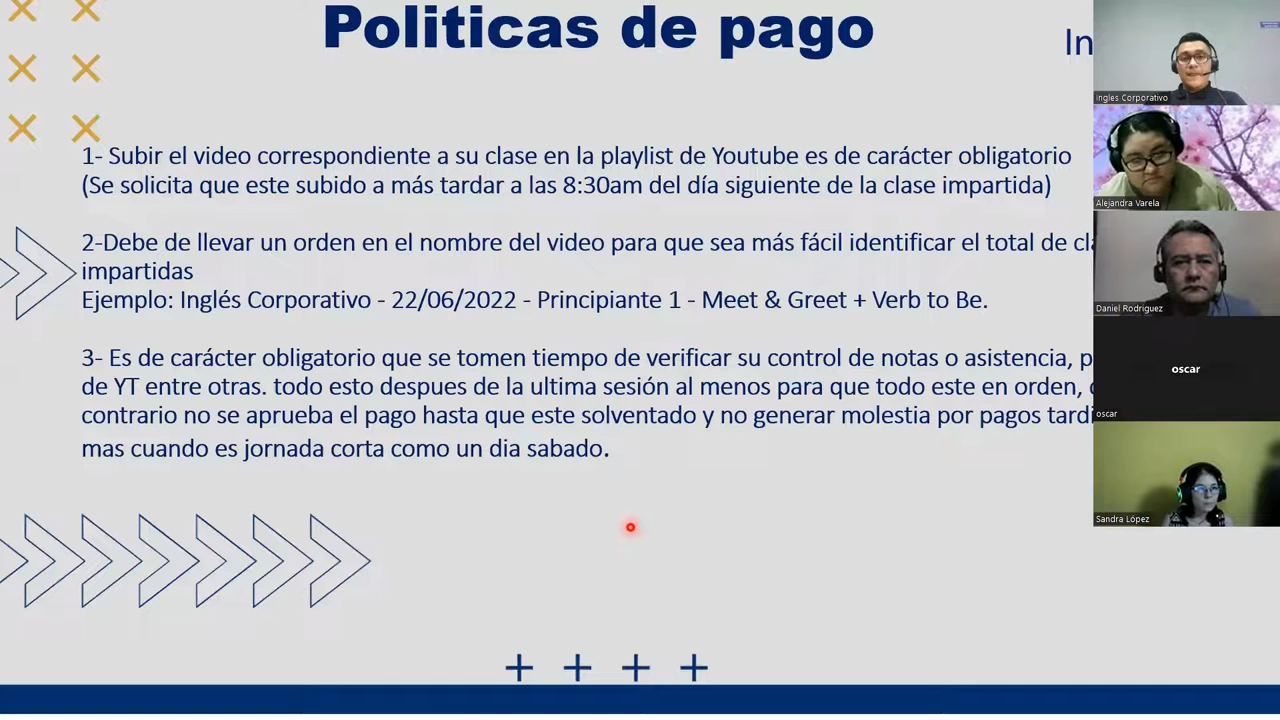 Politicas de pago
In
1- Subir el video correspondiente a su clase en la playlist de Youtube es de carácter obligatorio
(Se solicita que este subido a más tardar a las 8:30am del día siguiente de la clase impartida)
2-Debe de llevar un orden en el nombre del video para que sea más fácil identificar el total de
impartidas
Ejemplo: Inglés Corporativo - 22/06/2022 - Principiante 1 - Meet & Greet + Verb to Be.
3- Es de carácter obligatorio que se tomen tiempo de verificar su control de notas o asistencia,
de YT entre otras. todo esto despues de la ultima sesión al menos para que todo este en orden,
contrario no se aprueba el pago hasta que este solventado y no generar molestia por pagos
mas cuando es jornada corta como un dia sabado.
Ingles Corporativo
Alejandra Varela
Daniel Rodriguez
oscar
oscar
Sandra López